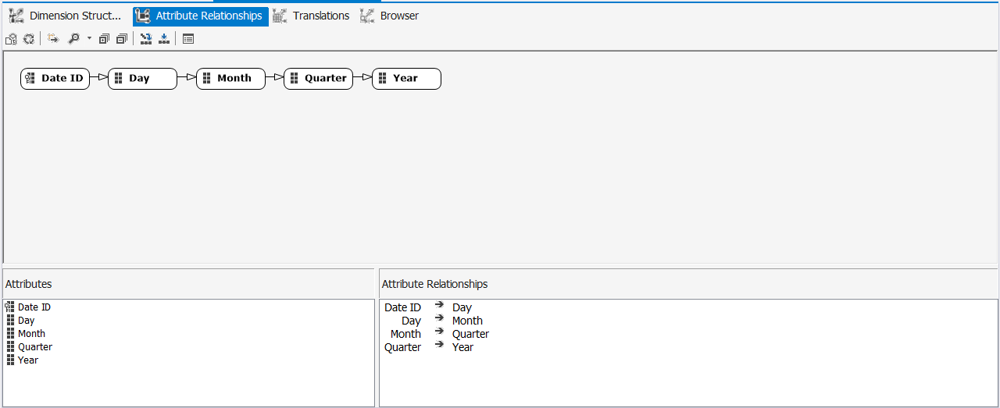 Dimension Struct... Attribute Relationships Translations Browser
Date ID Day Month Quarter Year
Attributes
Date ID
Day
Month
Quarter
Year
Attribute Relationships
Date ID Day
Day Month
Month Quarter
Quarter Year